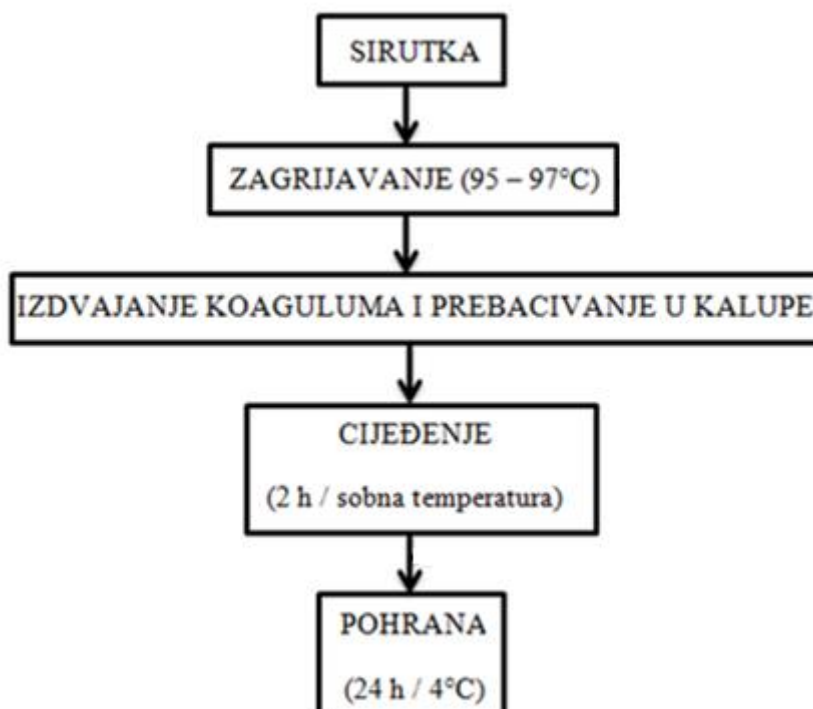 SIRUTKA
ZAGRIJAVANJE (95 – 97°C)
IZDVAJANJE KOAGULUMA I PREBACIVANJE U KALUPE
CIJEĐENJE
(2 h / sobna temperatura)
POHRANA
(24 h / 4°C)